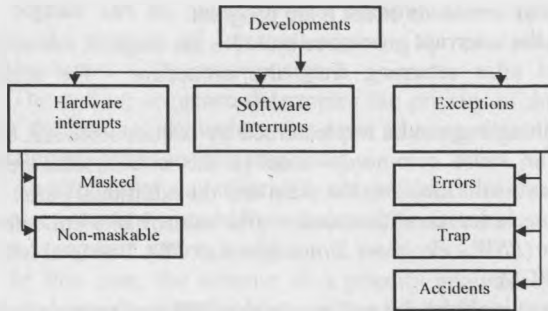 Developments
Hardware
interrupts
Software
Interrupts
Exceptions
Masked
Non-maskable
Errors
Trap
Accidents